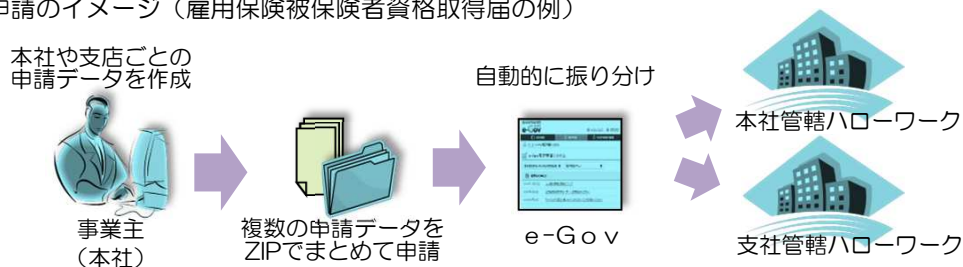 申請のイメージ（雇用保険被保険者資格取得届の例）
本社や支店ごとの
申請データを作成
自動的に振り分け
e-Gov
本社管轄ハローワーク
事業主
（本社）
複数の申請データを
ZIPでまとめて申請
e-Ｇｏｖ
支社管轄ハローワーク